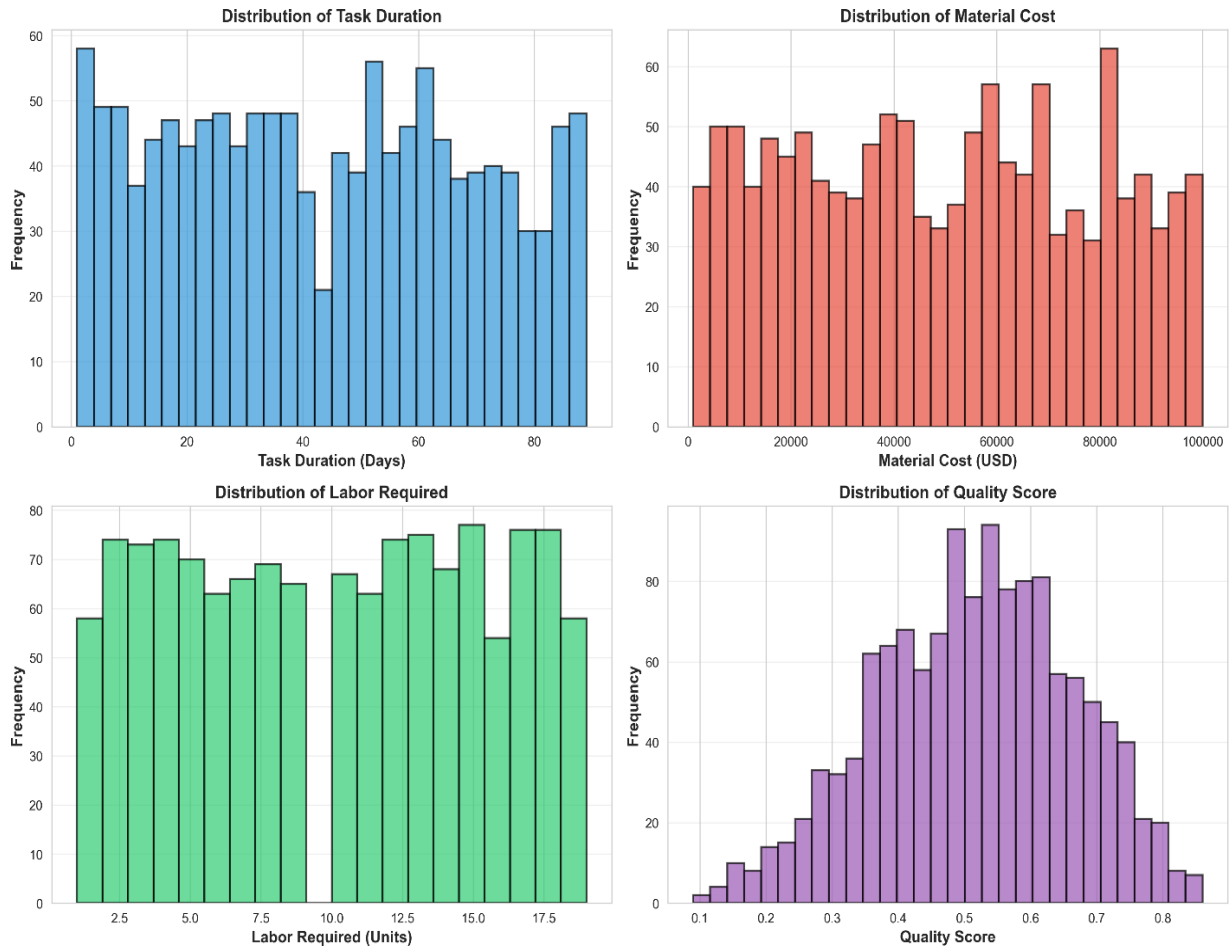 Distribution of Task Duration
Frequency
60
50
40
30
20
10
0
0 20 40 60 80
Task Duration (Days)
Distribution of Material Cost
Frequency
60
50
40
30
20
10
0
0 20000 40000 60000 80000 100000
Material Cost (USD)
Distribution of Labor Required
Frequency
80
70
60
50
40
30
20
10
0
2.5 5.0 7.5 10.0 12.5 15.0 17.5
Labor Required (Units)
Distribution of Quality Score
Frequency
80
60
40
20
0
0.1 0.2 0.3 0.4 0.5 0.6 0.7 0.8
Quality Score